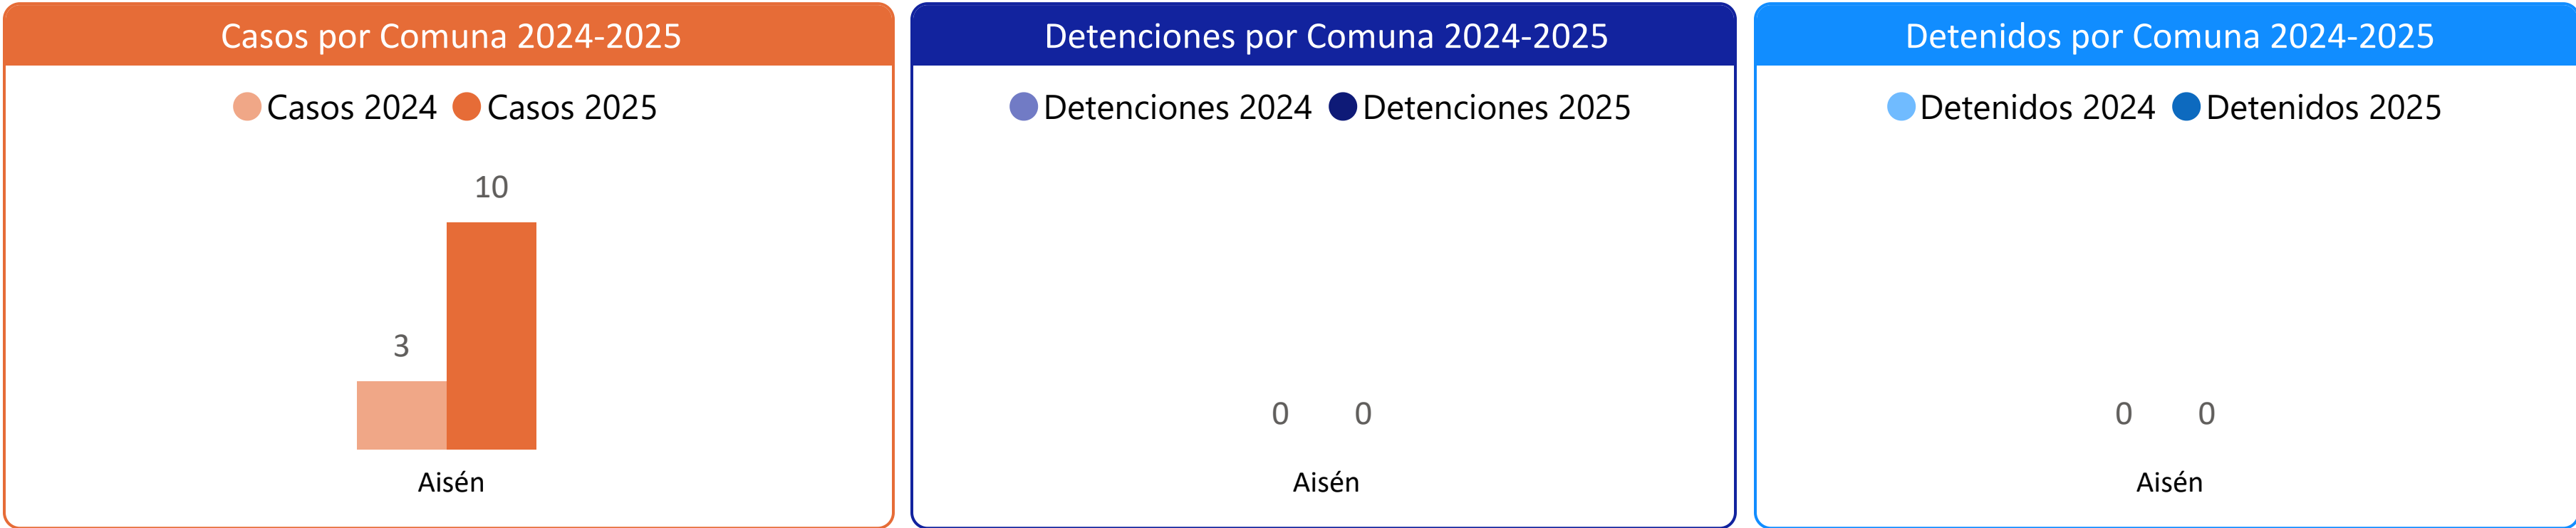 Casos por Comuna 2024-2025
Casos 2024 Casos 2025
10
3
Aisén
Detenciones por Comuna 2024-2025
Detenciones 2024 Detenciones 2025
0 0
Aisén
Detenidos por Comuna 2024-2025
Detenidos 2024 Detenidos 2025
0 0
Aisén